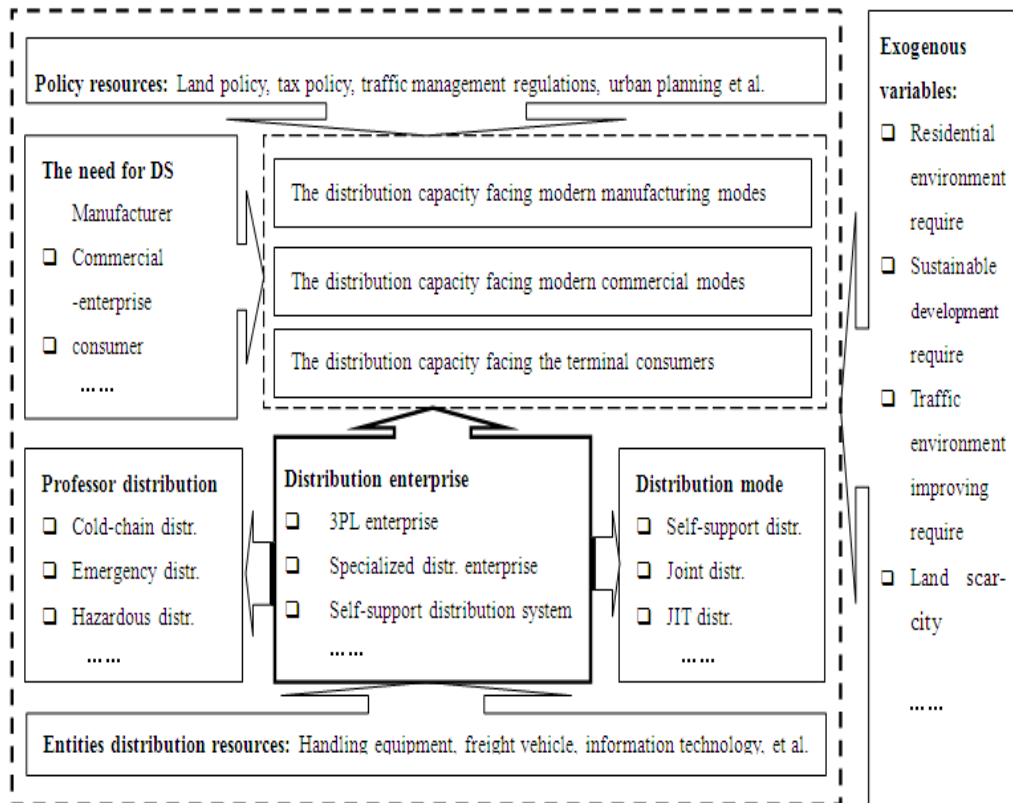 Policy resources: Land policy, tax policy, traffic management regulations, urban planning et al.
The need for DS
Manufacturer
❑ Commercial
-enterprise
❑ consumer
... ...
The distribution capacity facing modern manufacturing modes
The distribution capacity facing modern commercial modes
The distribution capacity facing the terminal consumers
Professor distribution
❑ Cold-chain distr.
❑ Emergency distr.
❑ Hazardous distr.
... ...
Distribution enterprise
❑ 3PL enterprise
❑ Specialized distr. enterprise
❑ Self-support distribution system
... ...
Distribution mode
❑ Self-support distr.
❑ Joint distr.
❑ JIT distr.
... ...
Entities distribution resources: Handling equipment, freight vehicle, information technology, et al.
Exogenous
variables:
❑ Residential
environment
require
❑ Sustainable
development
require
❑ Traffic
environment
improving
require
❑ Land scar-
city
... ...